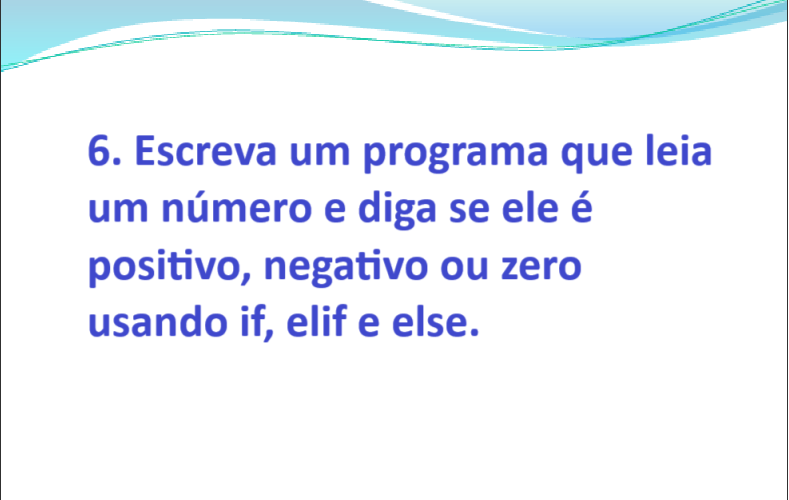 6. Escreva um programa que leia
um número e diga se ele é
positivo, negativo ou zero
usando if, elif e else.